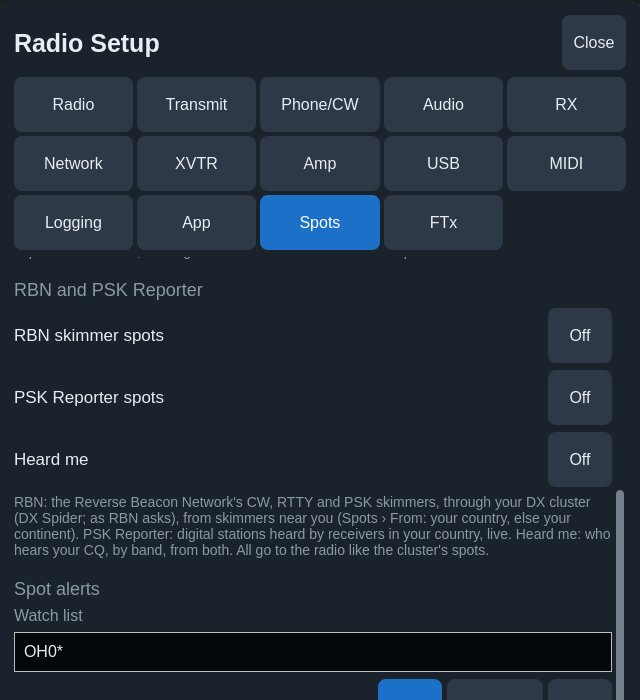 Radio Setup
Close
Radio
Transmit
Phone/CW
Audio
RX
Network
XVTR
Amp
USB
MIDI
Logging
App
Spots
FTx
RBN and PSK Reporter
RBN skimmer spots
Off
PSK Reporter spots
Off
Heard me
Off
RBN: the Reverse Beacon Network's CW, RTTY and PSK skimmers, through your DX cluster
(DX Spider; as RBN asks), from skimmers near you (Spots › From: your country, else your
continent). PSK Reporter: digital stations heard by receivers in your country, live. Heard me: who
hears your CQ, by band, from both. All go to the radio like the cluster's spots.
Spot alerts
Watch list
OH0*